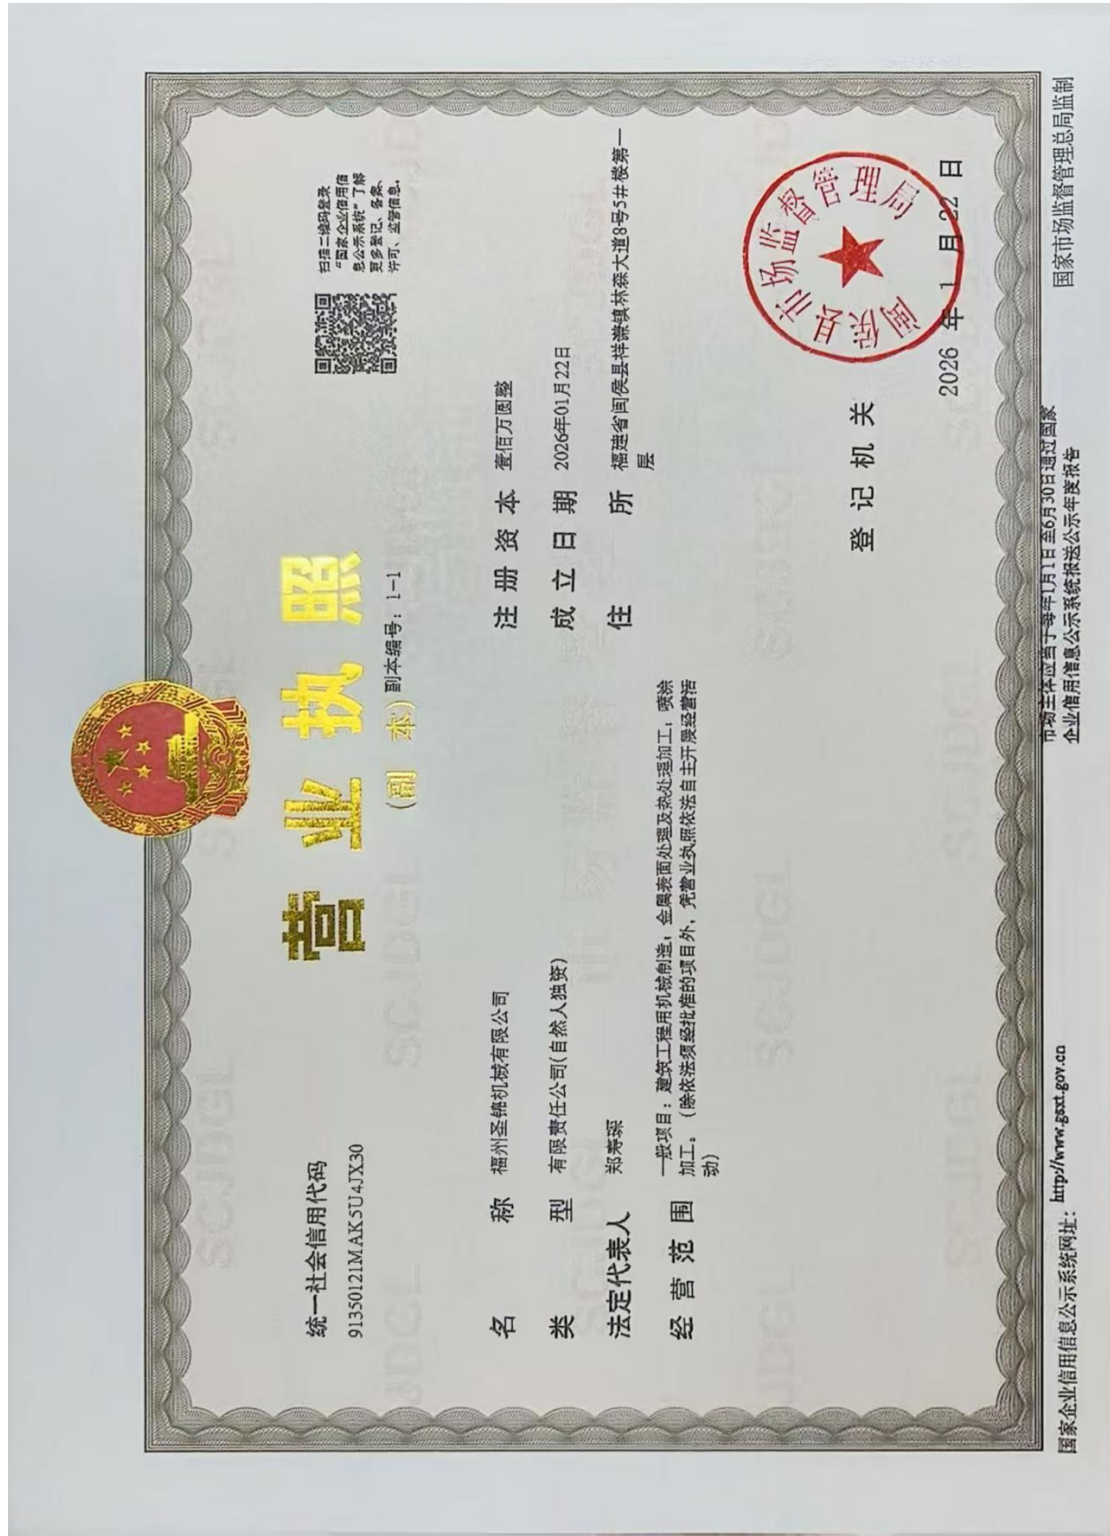 营业执照
（副 本）
副本编号：1-1
统一社会信用代码
91350121MAK5U4JX30
扫描二维码登录
“国家企业信用信
息公示系统”了解
更多登记、备案、
许可、监管信息。
名 称 福州圣锦机械有限公司
类 型 有限责任公司(自然人独资)
法定代表人 郑寿琛
经营范围 一般项目：建筑工程用机械制造；金属表面处理及热处理加工；喷涂
加工。（除依法须经批准的项目外，凭营业执照依法自主开展经营活
动）
注册资本 壹佰万圆整
成立日期 2026年01月22日
住 所 福建省闽侯县祥谦镇林森大道8号5#楼第一
层
登记机关
闽侯县市场监督管理局
2026 年 1 月 22 日
国家企业信用信息公示系统网址：http://www.gsxt.gov.cn
市场主体应当于每年1月1日至6月30日通过国家
企业信用信息公示系统报送公示年度报告
国家市场监督管理总局监制
SCJDGL